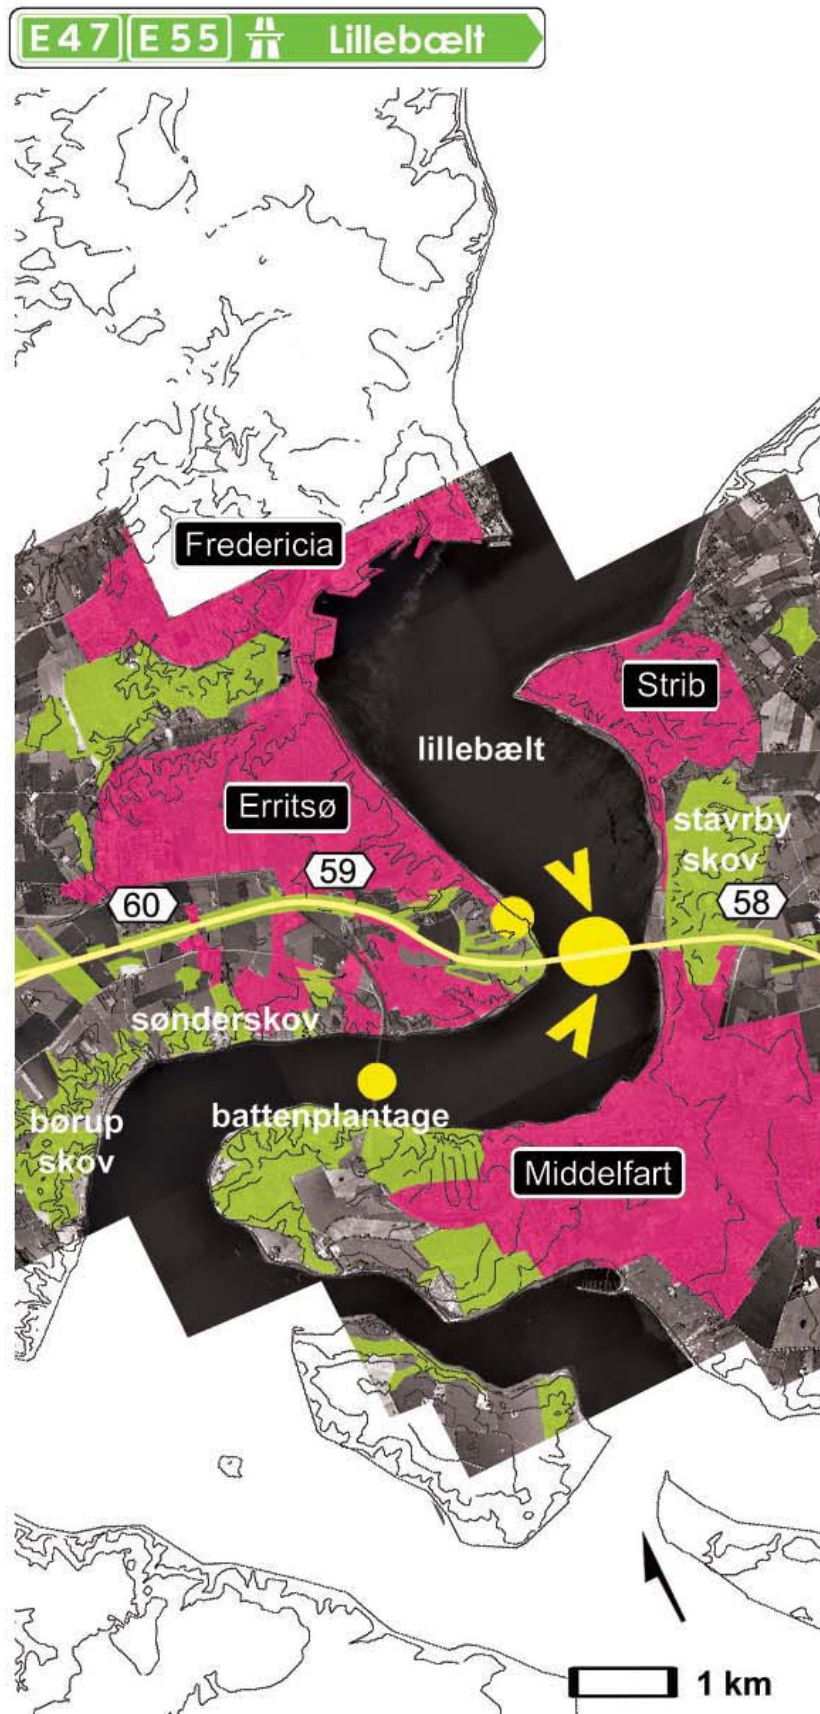 E47 E55 Lillebælt
Fredericia
Strib
lillebælt
Erritsø
stavrby
skov
59
60
58
sønderskov
battenplantage
børup
skov
Middelfart
1 km